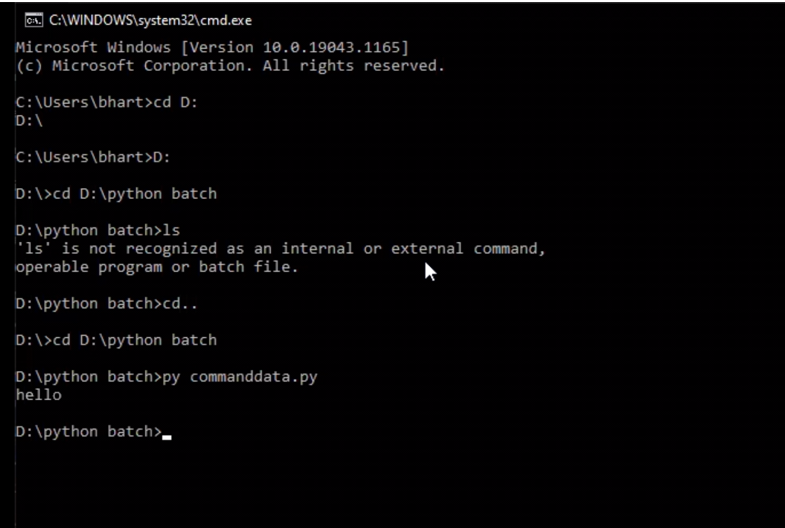 C:\WINDOWS\system32\cmd.exe
Microsoft Windows [Version 10.0.19043.1165]
(c) Microsoft Corporation. All rights reserved.
C:\Users\bhart>cd D:
D:\
C:\Users\bhart>D:
D:\>cd D:\python batch
D:\python batch>ls
'ls' is not recognized as an internal or external command,
operable program or batch file.
D:\python batch>cd..
D:\>cd D:\python batch
D:\python batch>py commanddata.py
hello
D:\python batch>